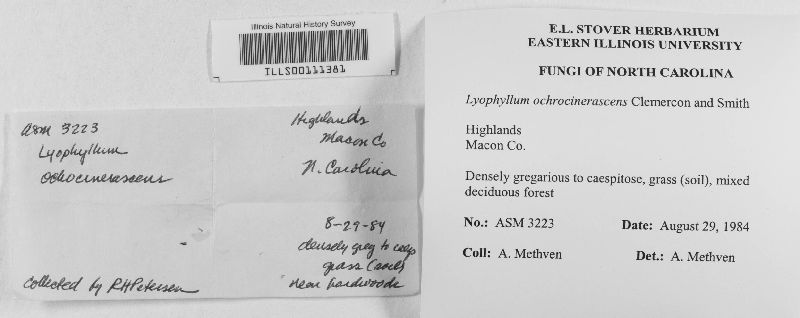 Illinois Natural History Survey
ILLS00111381
ASM 3223
Lyophyllum
ochocinerascens
Highlands
Macon Co
N. Carolina
8-29-84
densely greg to caesp
grass (soil)
near hardwoods
collected by RHPetersen
E.L. STOVER HERBARIUM
EASTERN ILLINOIS UNIVERSITY
FUNGI OF NORTH CAROLINA
Lyophyllum ochrocinerascens Clemercon and Smith
Highlands
Macon Co.
Densely gregarious to caespitose, grass (soil), mixed
deciduous forest
No.: ASM 3223 Date: August 29, 1984
Coll: A. Methven Det.: A. Methven